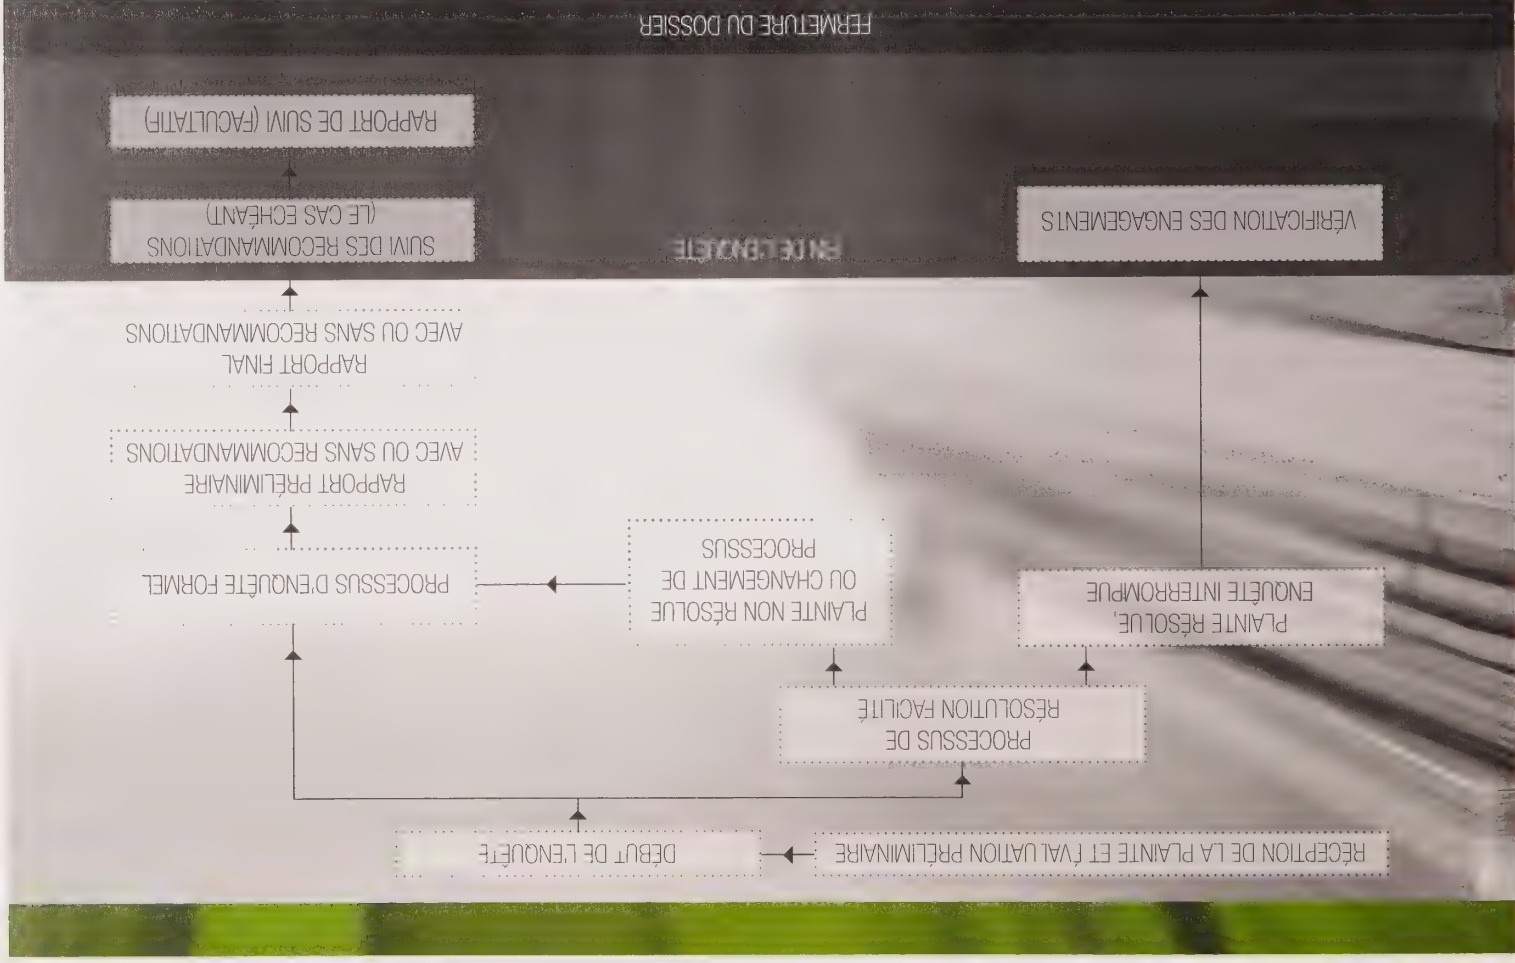 RÉCEPTION DE LA PLAINTE ET ÉVALUATION PRÉLIMINAIRE
DÉBUT DE L'ENQUÊTE
PROCESSUS DE
RÉSOLUTION FACILITÉ
PLAINTE RÉSOLUE,
ENQUÊTE INTERROMPUE
PLAINTE NON RÉSOLUE
OU CHANGEMENT DE
PROCESSUS
PROCESSUS D'ENQUÊTE FORMEL
RAPPORT PRÉLIMINAIRE
AVEC OU SANS RECOMMANDATIONS
RAPPORT FINAL
AVEC OU SANS RECOMMANDATIONS
FIN DE L'ENQUÊTE
VÉRIFICATION DES ENGAGEMENTS
SUIVI DES RECOMMANDATIONS
(LE CAS ÉCHÉANT)
RAPPORT DE SUIVI (FACULTATIF)
FERMETURE DU DOSSIER